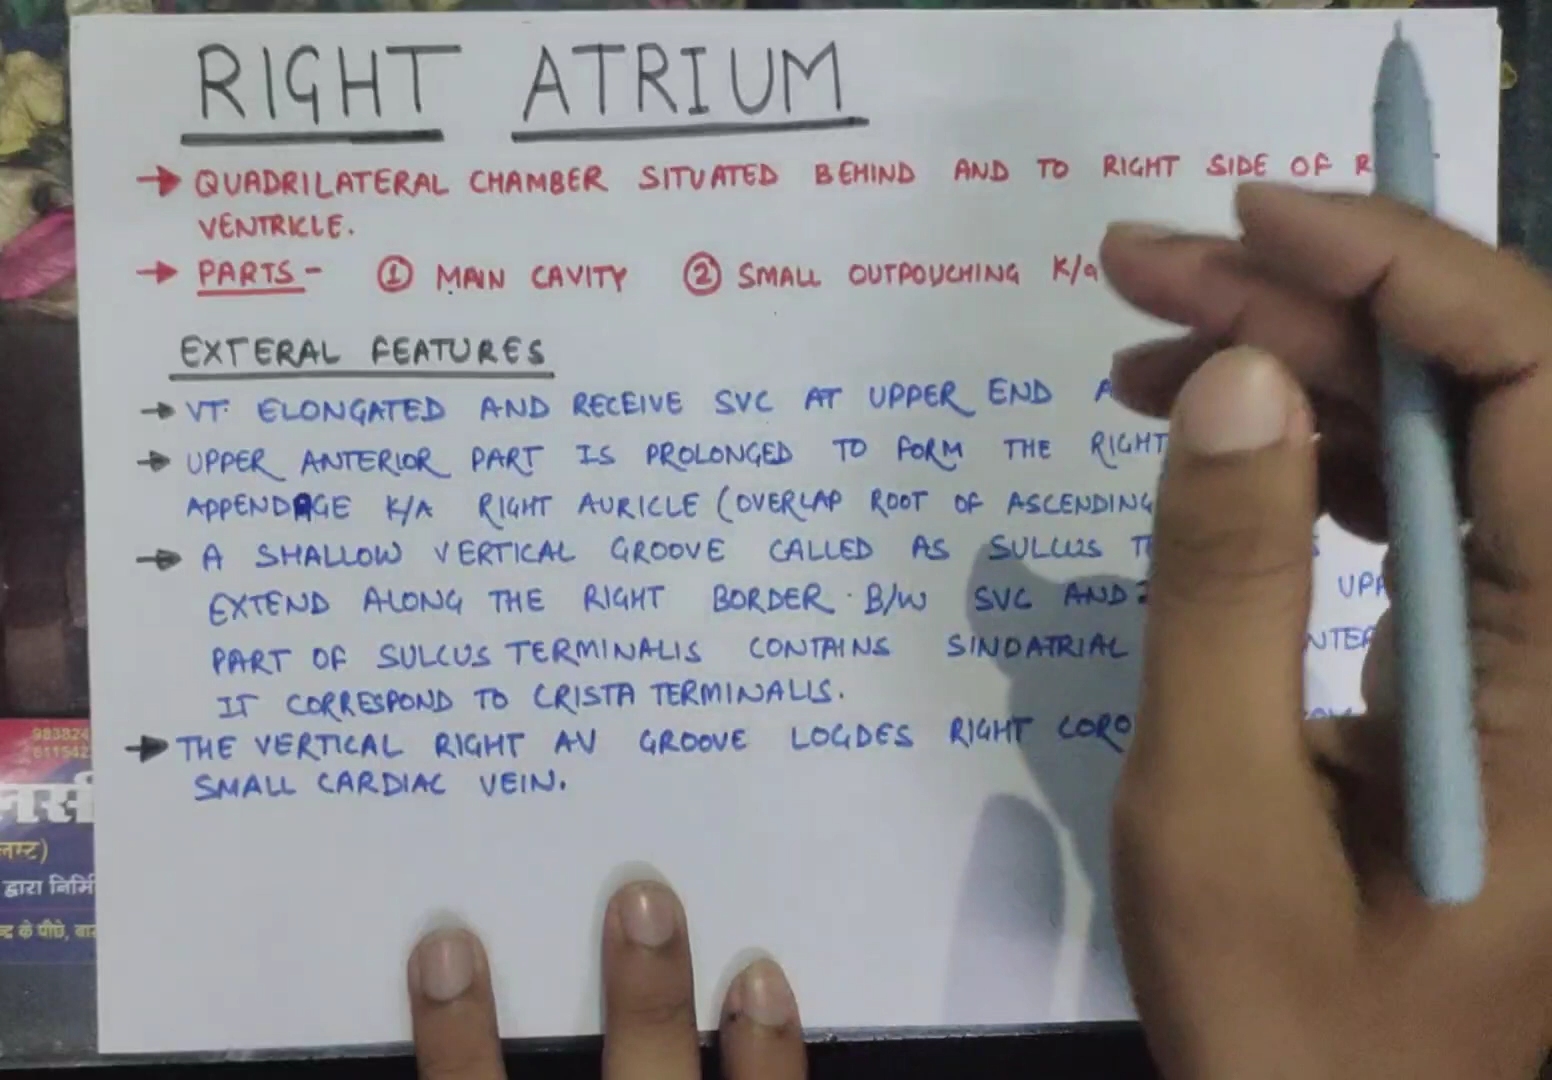 RIGHT ATRIUM
→ QUADRILATERAL CHAMBER SITUATED BEHIND AND TO RIGHT SIDE OF
VENTRICLE.
→ PARTS - ① MAIN CAVITY ② SMALL OUTPOUCHING K/a
EXTERAL FEATURES
→ VT. ELONGATED AND RECEIVE SVC AT UPPER END
→ UPPER ANTERIOR PART IS PROLONGED TO FORM THE RIGHT
APPENDAGE K/A RIGHT AURICLE (OVERLAP ROOT OF ASCENDING
→ A SHALLOW VERTICAL GROOVE CALLED AS SULCUS
EXTEND ALONG THE RIGHT BORDER. B/W SVC AND
PART OF SULCUS TERMINALIS CONTAINS SINOATRIAL
IT CORRESPOND TO CRISTA TERMINALIS.
→ THE VERTICAL RIGHT AV GROOVE LOGDES RIGHT
SMALL CARDIAC VEIN.
द्वारा
के पीछे,